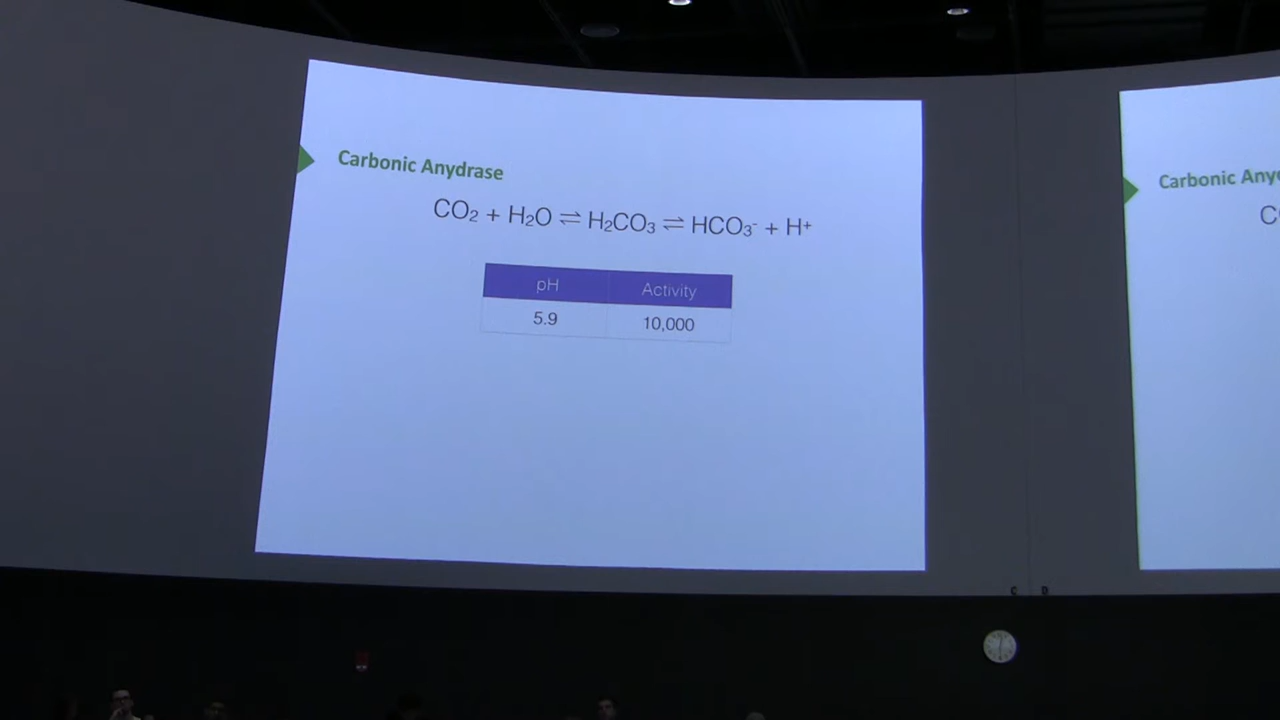 Carbonic Anydrase
CO₂ + H₂O ⇌ H₂CO₃ ⇌ HCO₃⁻ + H⁺
pH Activity
5.9 10,000
Carbonic Any
C
C D